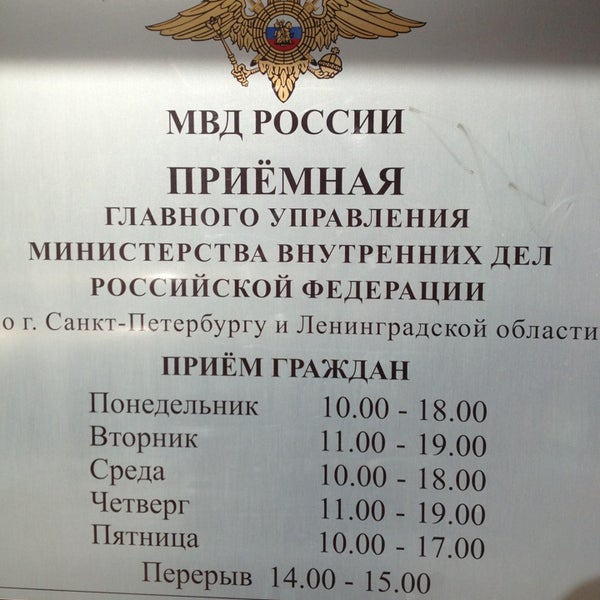 МВД РОССИИ
ПРИЁМНАЯ
ГЛАВНОГО УПРАВЛЕНИЯ
МИНИСТЕРСТВА ВНУТРЕННИХ ДЕЛ
РОССИЙСКОЙ ФЕДЕРАЦИИ
о г. Санкт-Петербургу и Ленинградской области
ПРИЁМ ГРАЖДАН
Понедельник 10.00 - 18.00
Вторник 11.00 - 19.00
Среда 10.00 - 18.00
Четверг 11.00 - 19.00
Пятница 10.00 - 17.00
Перерыв 14.00 - 15.00